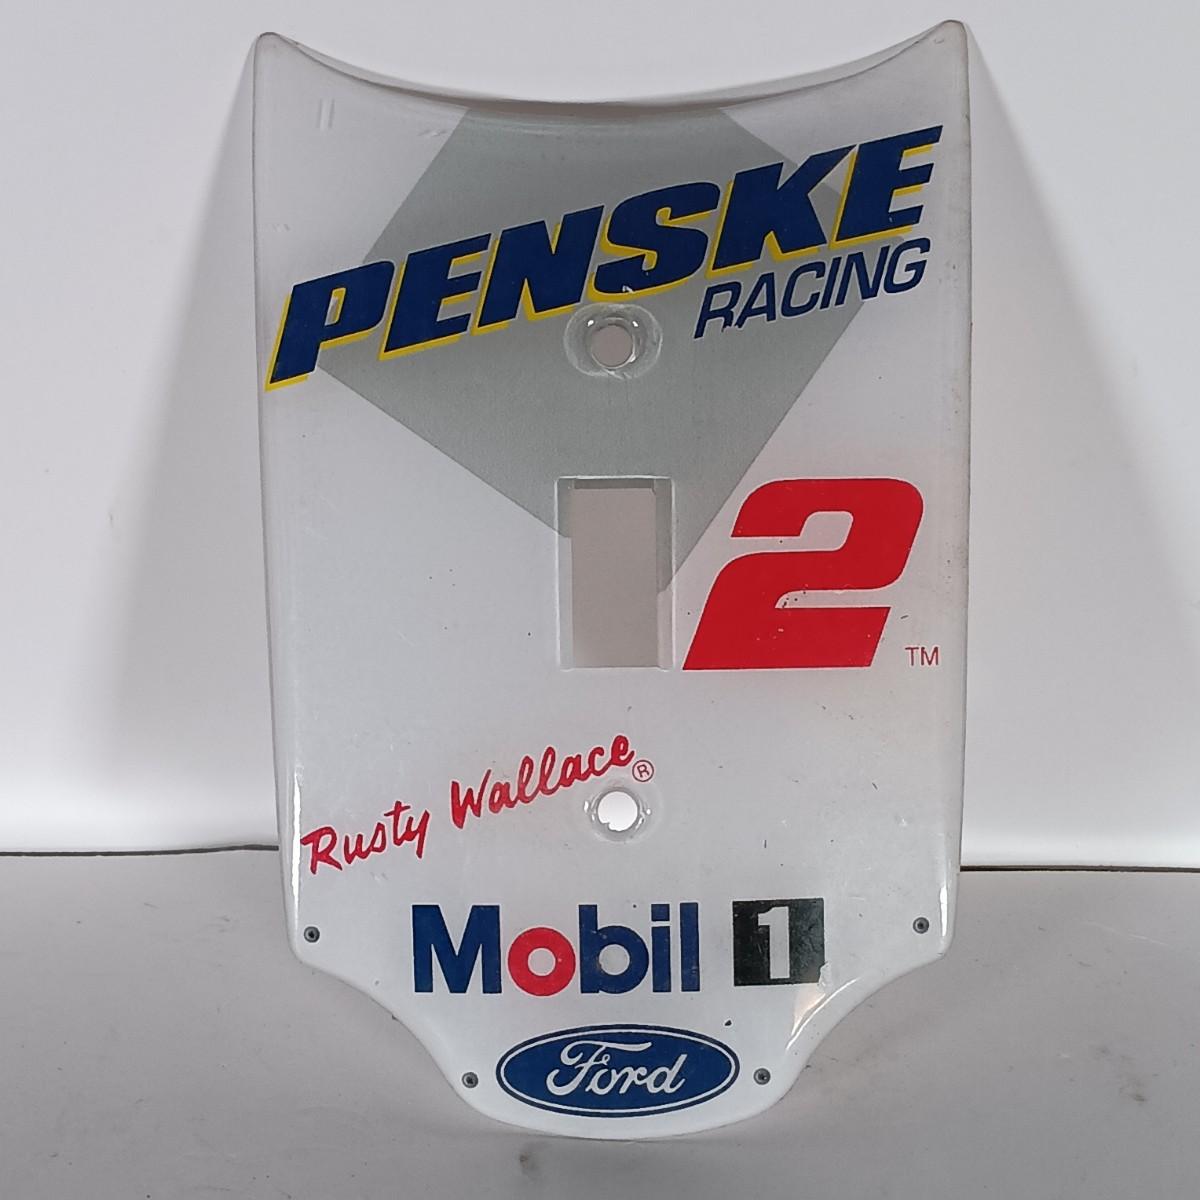 PENSKE
RACING
2 TM
Rusty Wallace ®
Mobil 1
Ford